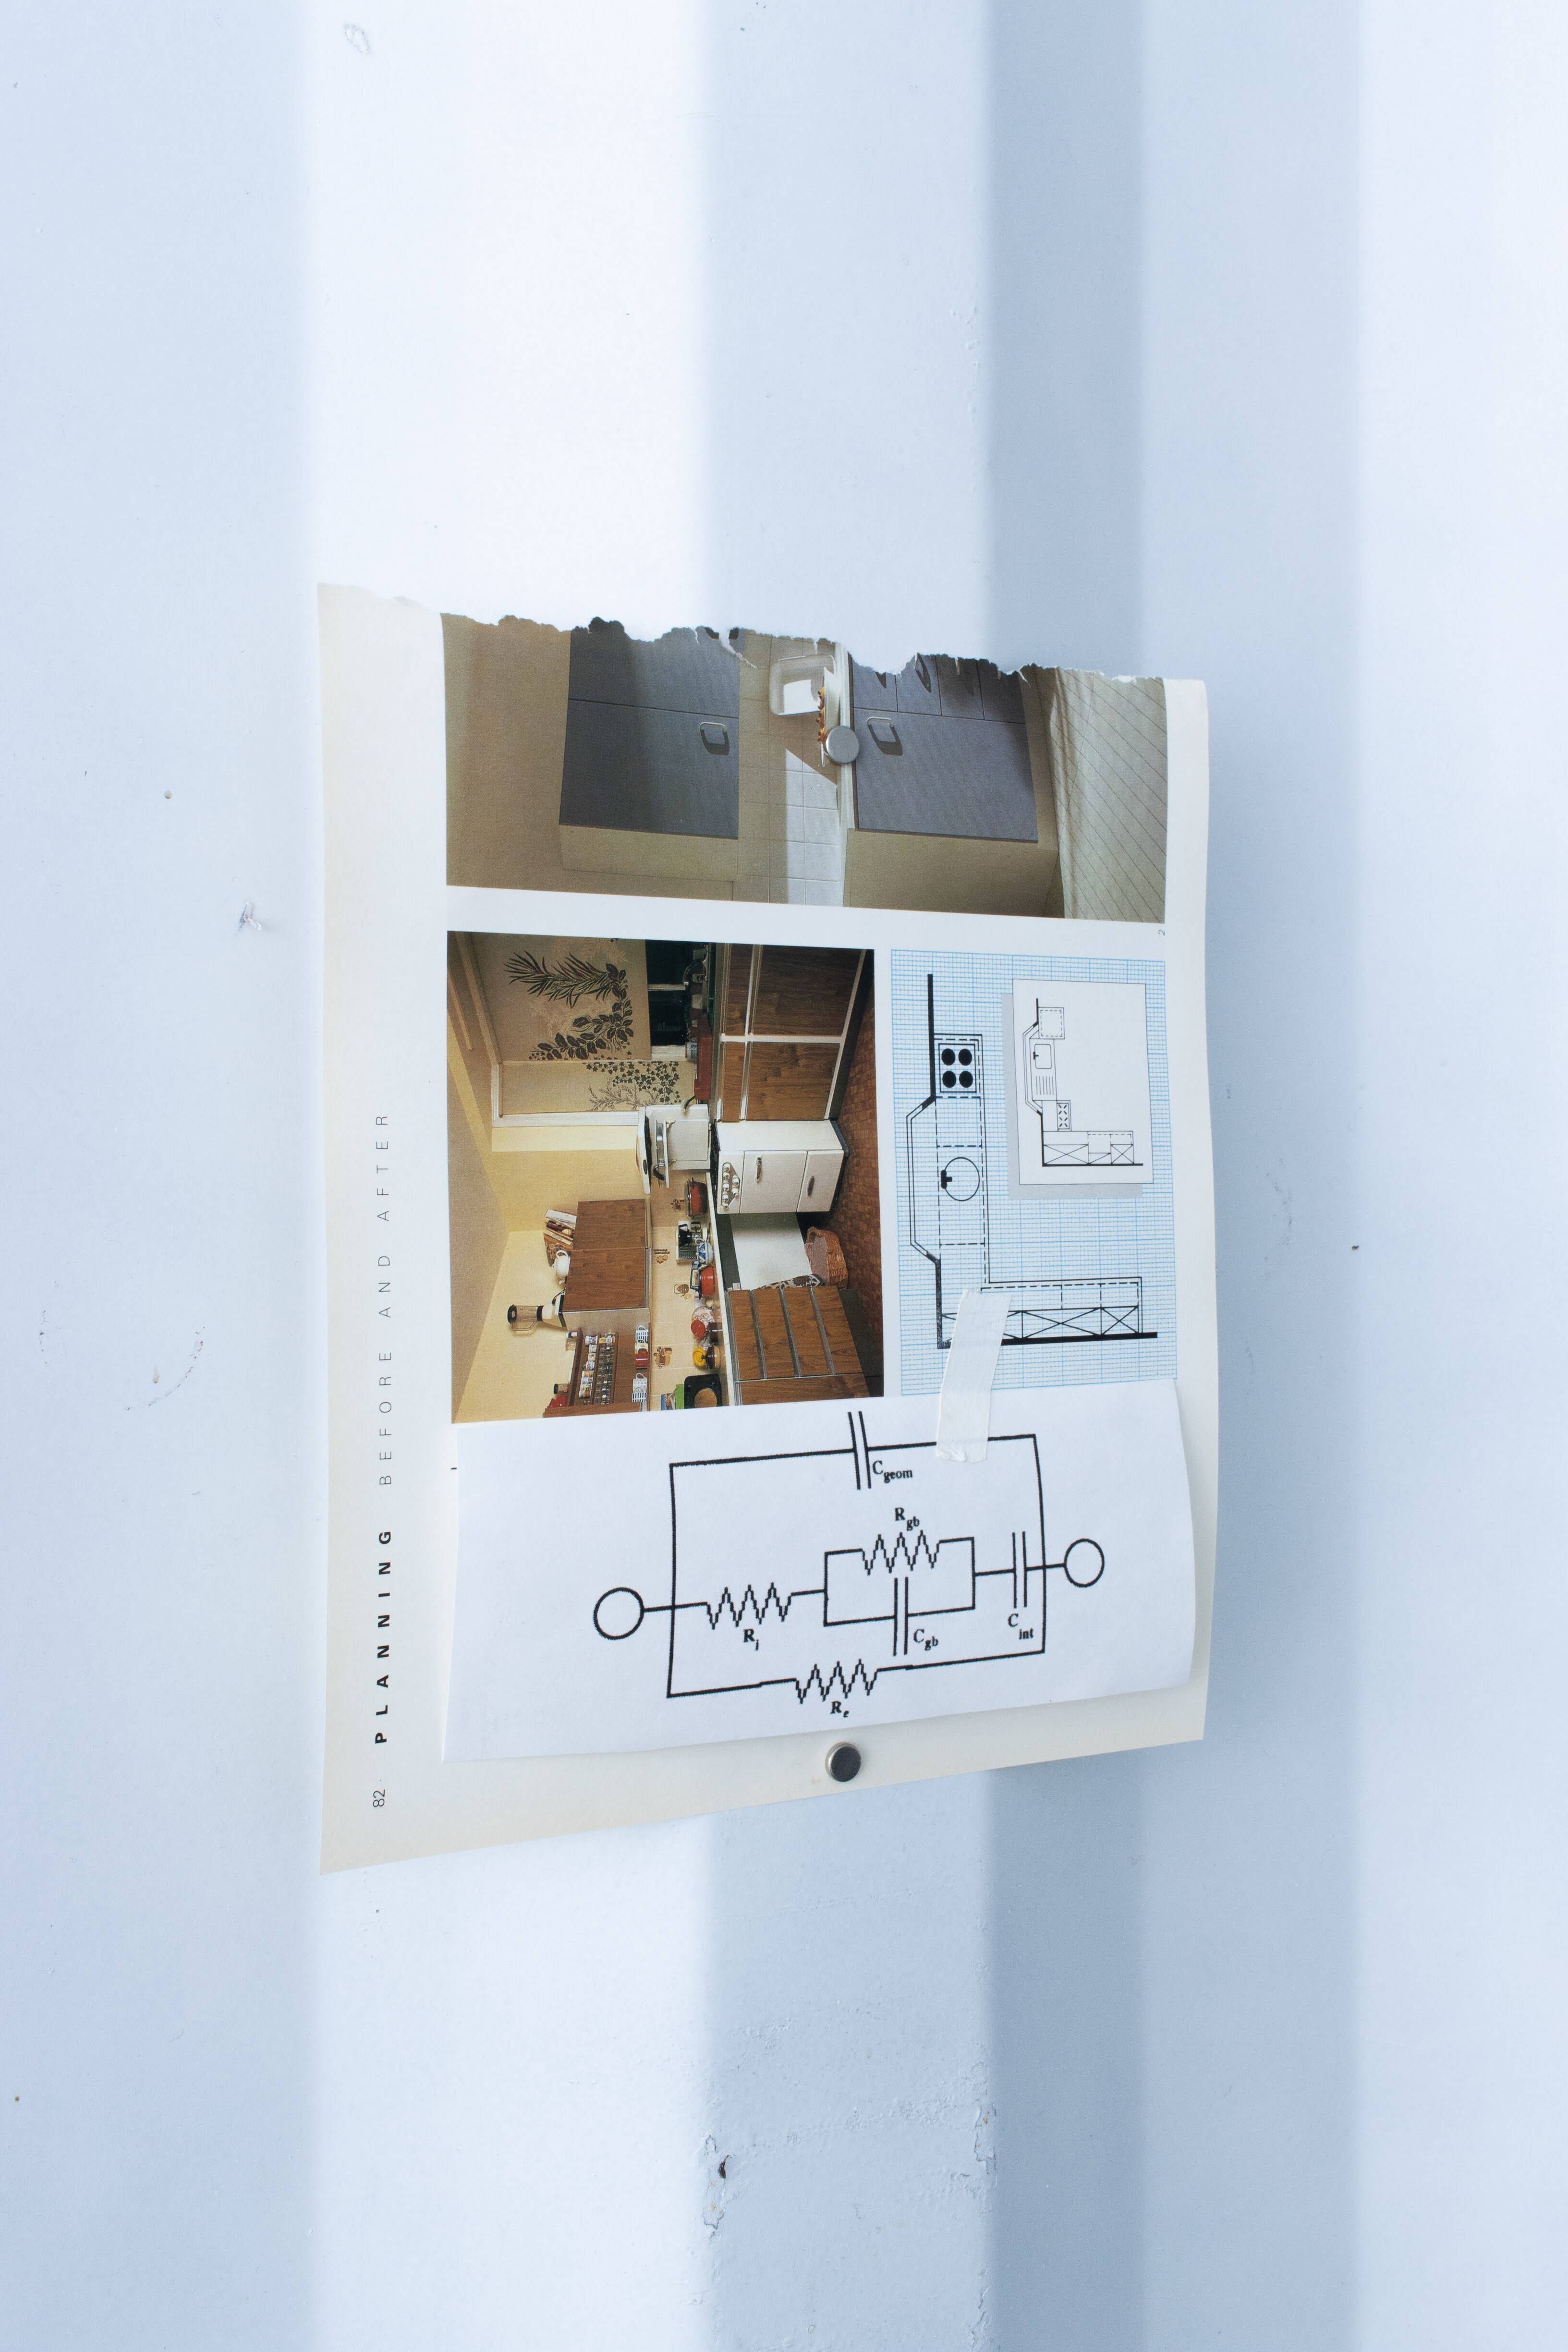 82 PLANNING BEFORE AND AFTER
2
C geom
R gb
R i
C gb
C int
R e